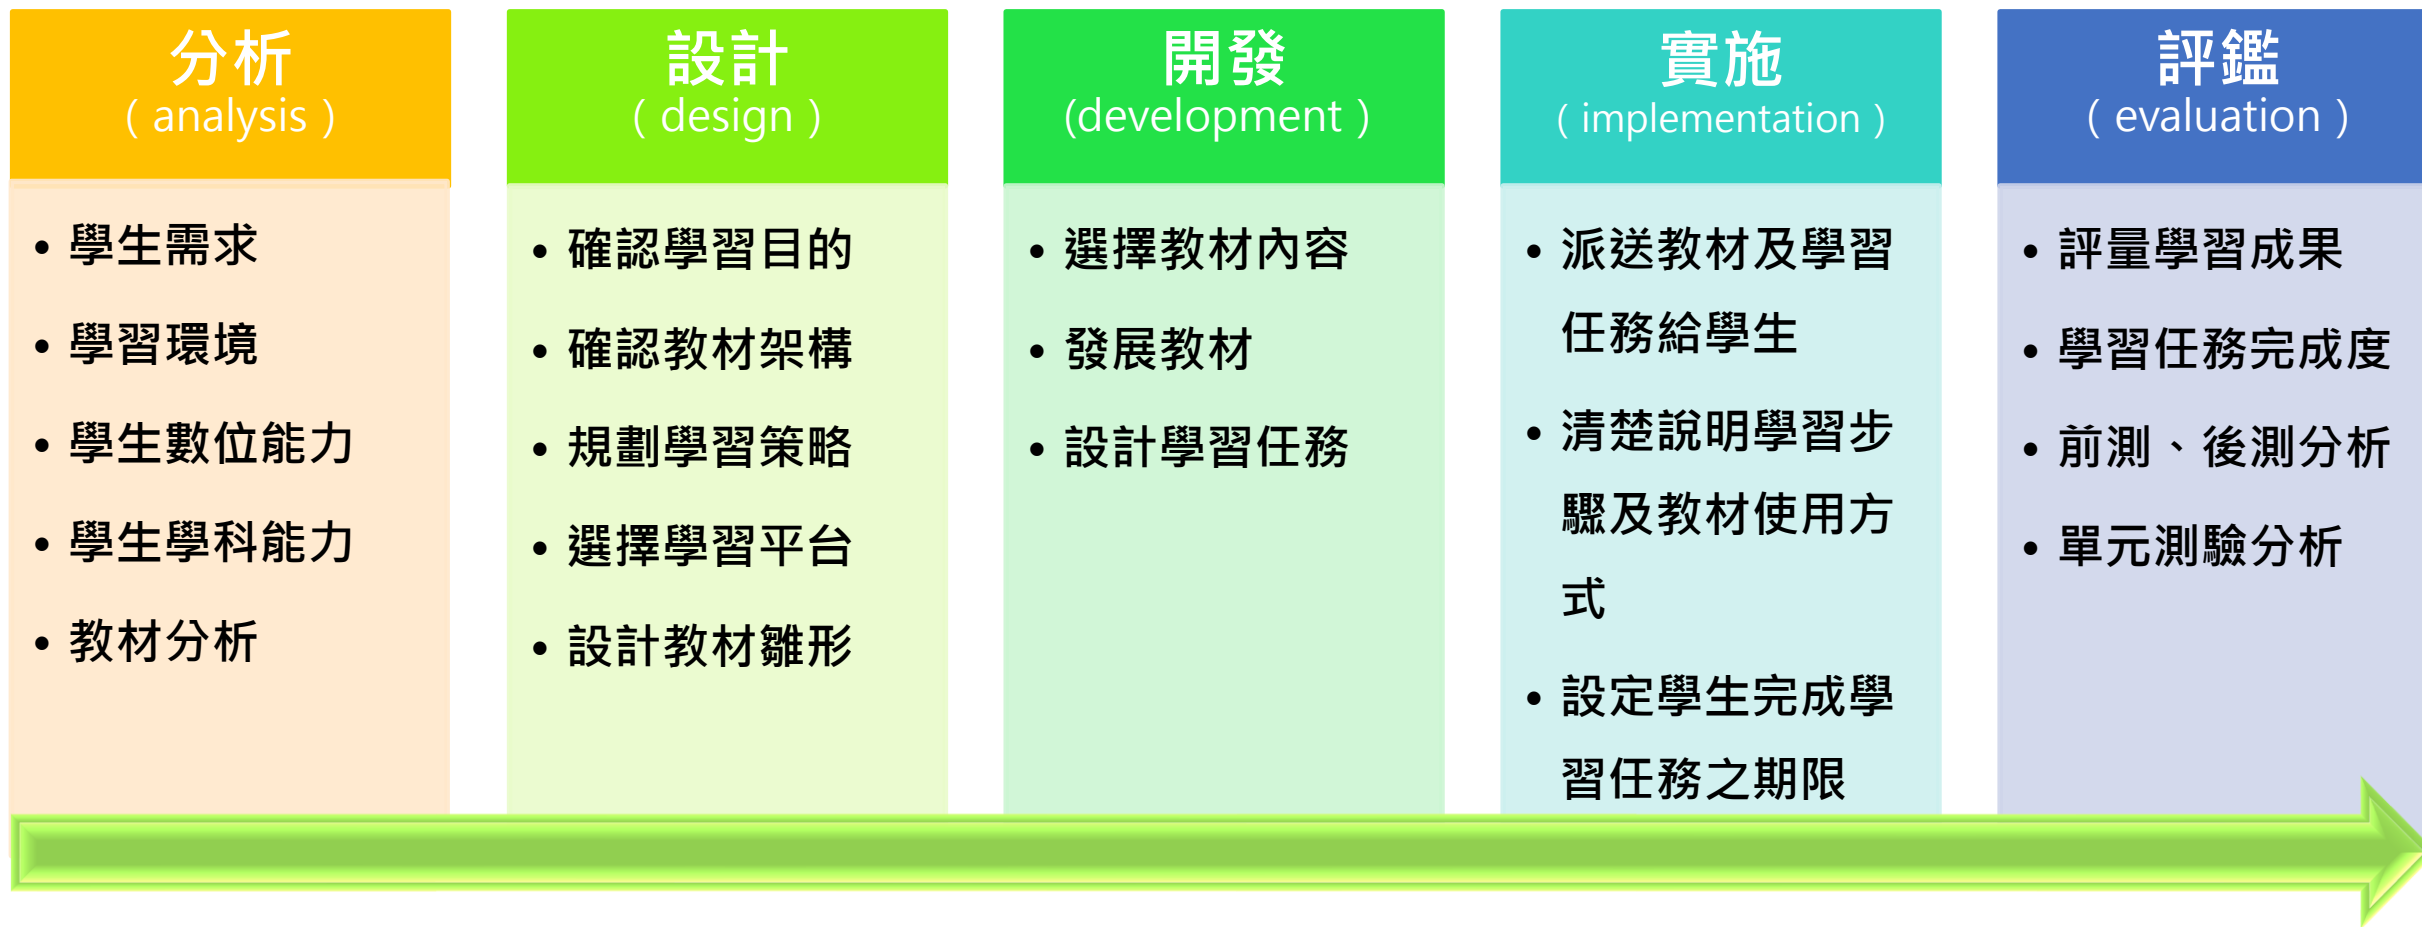 分析
（ analysis ）
• 學生需求
• 學習環境
• 學生數位能力
• 學生學科能力
• 教材分析
設計
（ design ）
• 確認學習目的
• 確認教材架構
• 規劃學習策略
• 選擇學習平台
• 設計教材雛形
開發
(development ）
• 選擇教材內容
• 發展教材
• 設計學習任務
實施
（ implementation ）
• 派送教材及學習
任務給學生
• 清楚說明學習步
驟及教材使用方
式
• 設定學生完成學
習任務之期限
評鑑
（ evaluation ）
• 評量學習成果
• 學習任務完成度
• 前測、後測分析
• 單元測驗分析